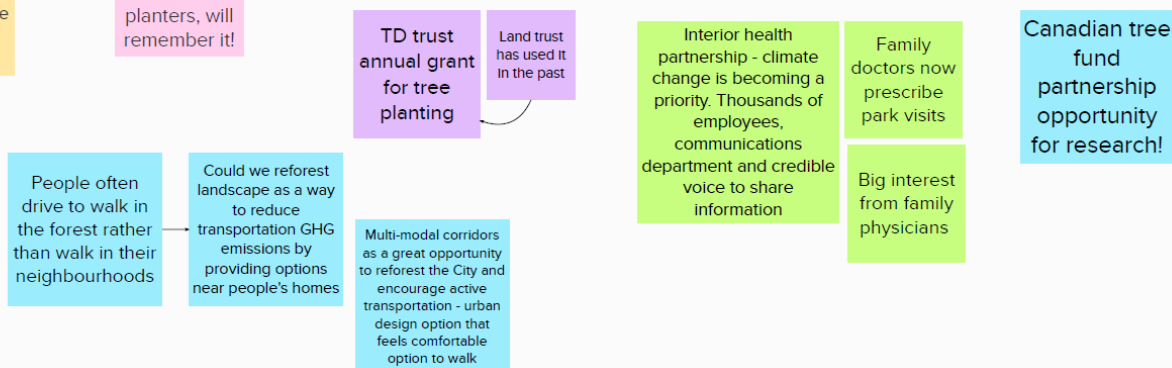 e
planters, will
remember it!
TD trust
annual grant
for tree
planting
Land trust
has used it
In the past
Interior health
partnership - climate
change is becoming a
priority. Thousands of
employees,
communications
department and credible
voice to share
information
Family
doctors now
prescribe
park visits
Big interest
from family
physicians
Canadian tree
fund
partnership
opportunity
for research!
People often
drive to walk in
the forest rather
than walk in their
neighbourhoods
Could we reforest
landscape as a way
to reduce
transportation GHG
emissions by
providing options
near people's homes
Multi-modal corridors
as a great opportunity
to reforest the City and
encourage active
transportation - urban
design option that
feels comfortable
option to walk